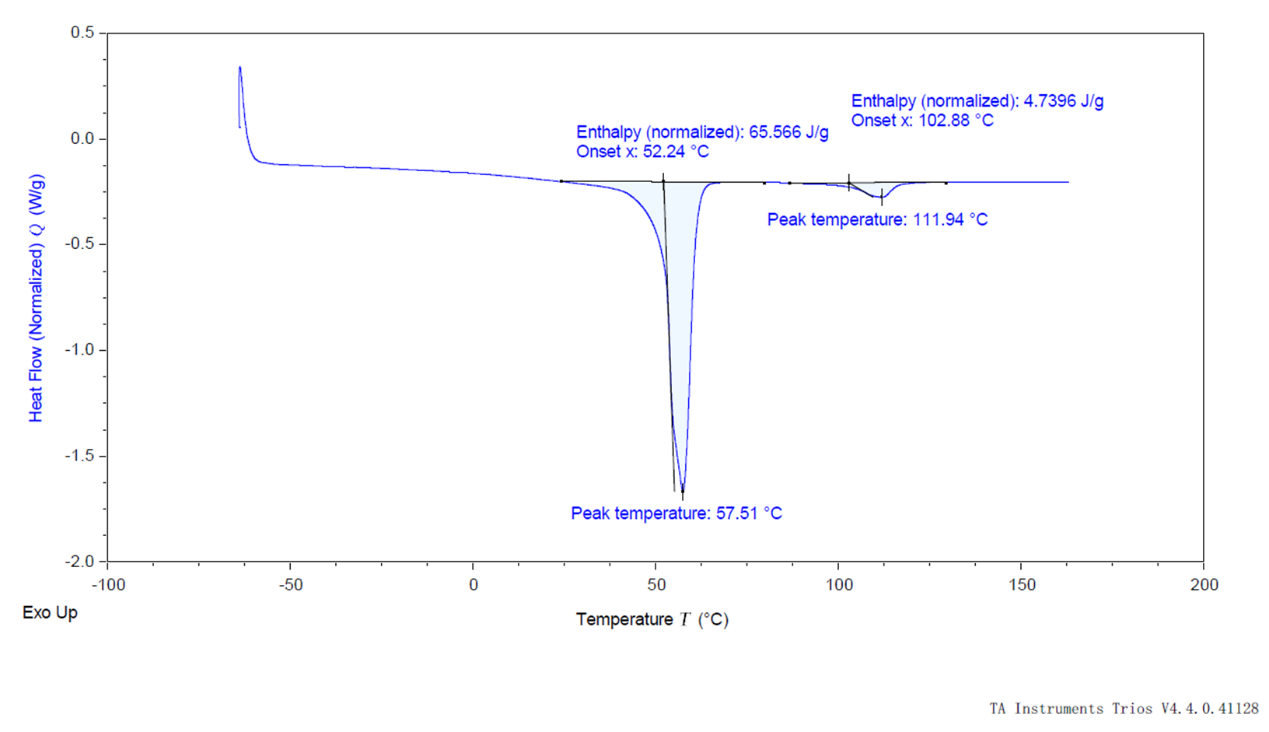 0.5
0.0
-0.5
-1.0
-1.5
-2.0
Heat Flow (Normalized) Q (W/g)
Enthalpy (normalized): 4.7396 J/g
Onset x: 102.88 °C
Enthalpy (normalized): 65.566 J/g
Onset x: 52.24 °C
Peak temperature: 111.94 °C
Peak temperature: 57.51 °C
-100 -50 0 50 100 150 200
Exo Up
Temperature T (°C)
TA Instruments Trios V4.4.0.41128